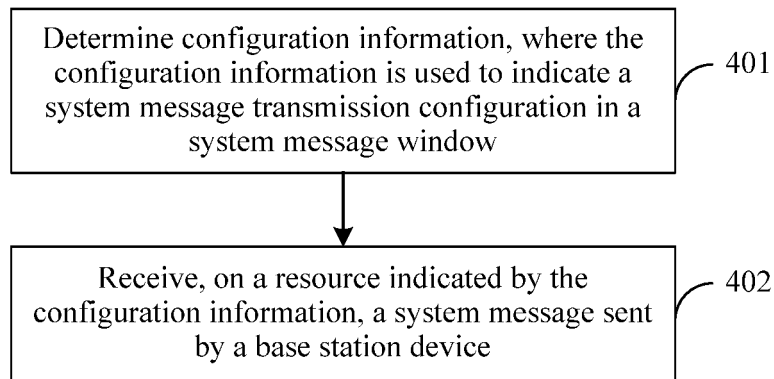 Determine configuration information, where the
configuration information is used to indicate a
system message transmission configuration in a
system message window
401
Receive, on a resource indicated by the
configuration information, a system message sent
by a base station device
402